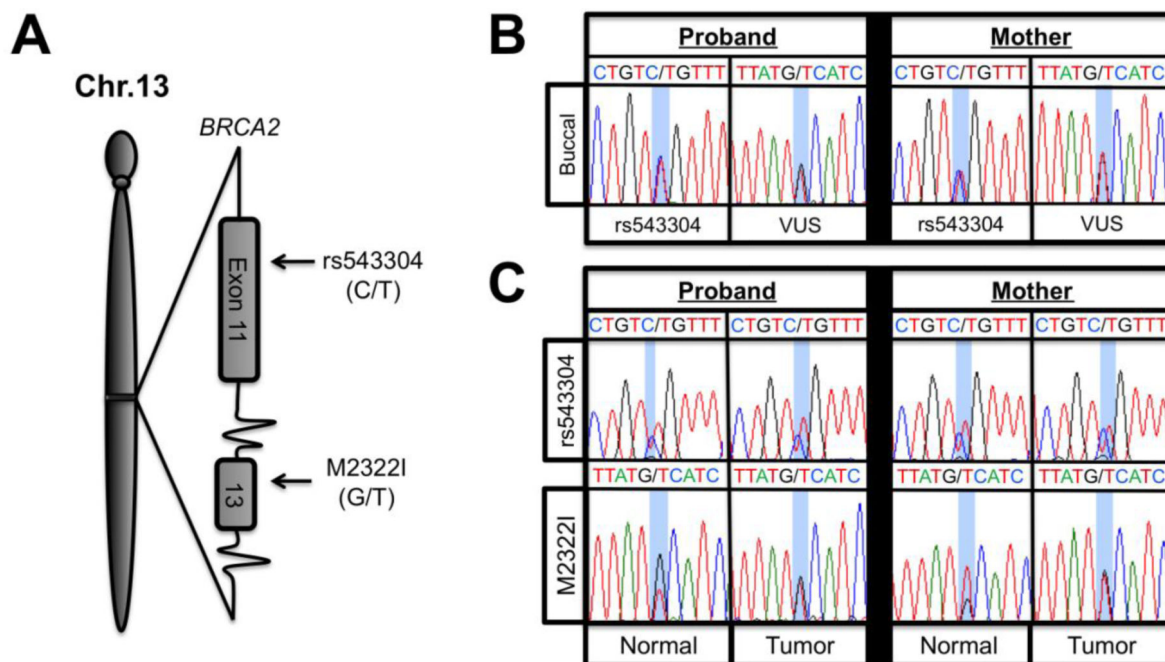 A
Chr.13
BRCA2
Exon 11
rs543304
(C/T)
13
M2322I
(G/T)
B
Proband
Mother
CTGTC/TGTTT
TTATG/TCATC
CTGTC/TGTTT
TTATG/TCATC
Buccal
rs543304
VUS
rs543304
VUS
C
Proband
Mother
CTGTC/TGTTT
CTGTC/TGTTT
CTGTC/TGTTT
CTGTC/TGTTT
rs543304
TTATG/TCATC
TTATG/TCATC
TTATG/TCATC
TTATG/TCATC
M2322I
Normal
Tumor
Normal
Tumor